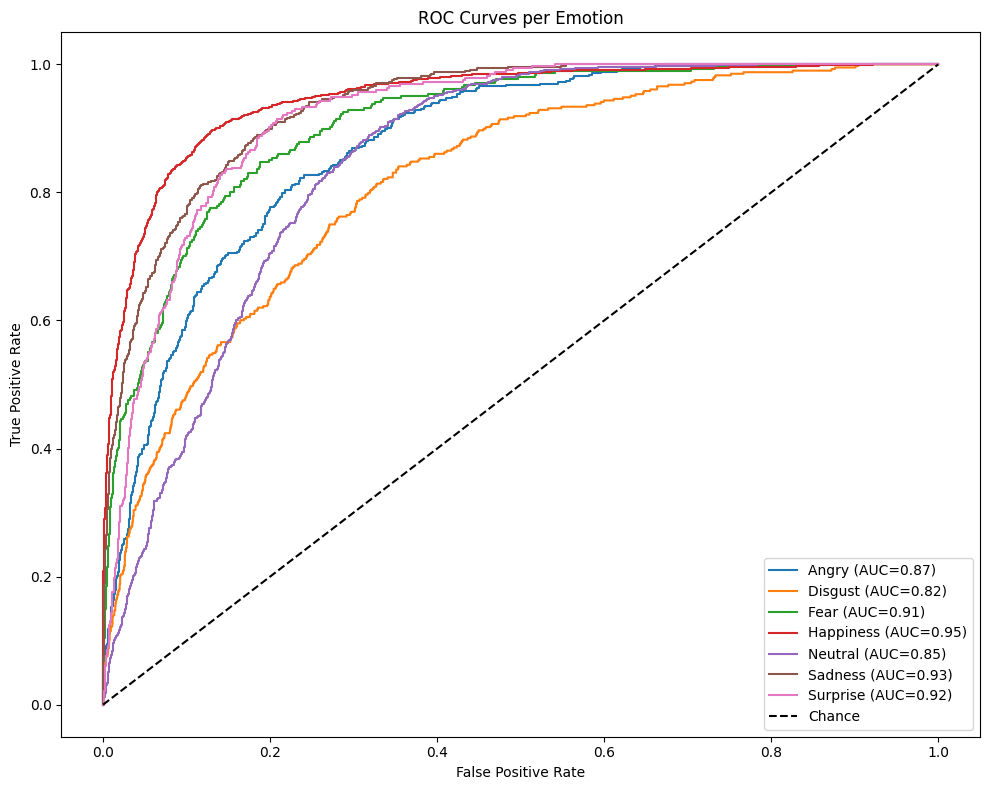 ROC Curves per Emotion
1.0
0.8
0.6
0.4
0.2
0.0
True Positive Rate
0.0 0.2 0.4 0.6 0.8 1.0
False Positive Rate
Angry (AUC=0.87)
Disgust (AUC=0.82)
Fear (AUC=0.91)
Happiness (AUC=0.95)
Neutral (AUC=0.85)
Sadness (AUC=0.93)
Surprise (AUC=0.92)
Chance